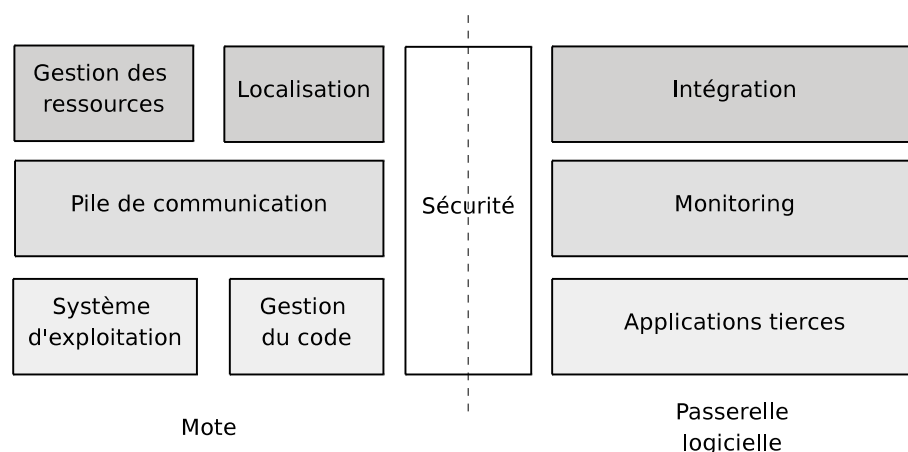 Gestion des
ressources
Localisation
Intégration
Pile de communication
Sécurité
Monitoring
Système
d'exploitation
Gestion
du code
Applications tierces
Mote
Passerelle
logicielle